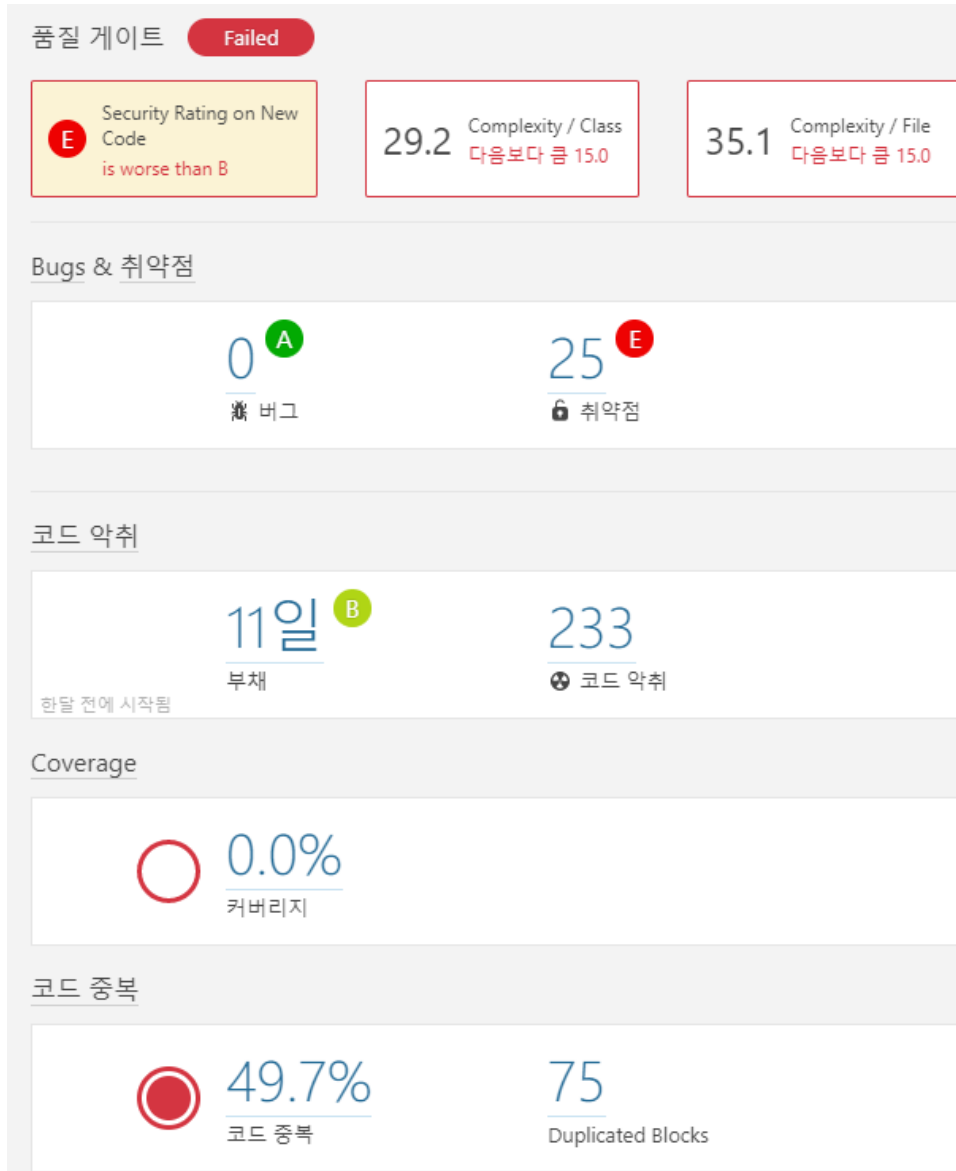 품질 게이트 Failed
E Security Rating on New
Code
is worse than B
29.2 Complexity / Class
다음보다 큼 15.0
35.1 Complexity / File
다음보다 큼 15.0
Bugs & 취약점
0 A
버그
25 E
취약점
코드 악취
11일 B
부채
233
코드 악취
한달 전에 시작됨
Coverage
0.0%
커버리지
코드 중복
49.7%
코드 중복
75
Duplicated Blocks